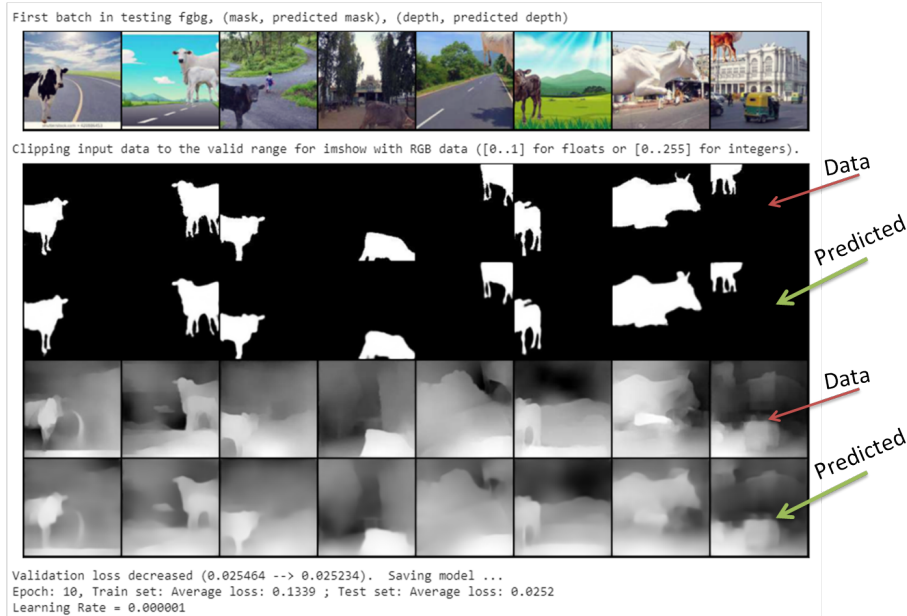 First batch in testing fgbg, (mask, predicted mask), (depth, predicted depth)
Clipping input data to the valid range for imshow with RGB data ([0..1] for floats or [0..255] for integers).
Data
Predicted
Data
Predicted
Validation loss decreased (0.025464 --> 0.025234).  Saving model ...
Epoch: 10, Train set: Average loss: 0.1339 ; Test set: Average loss: 0.0252
Learning Rate = 0.000001